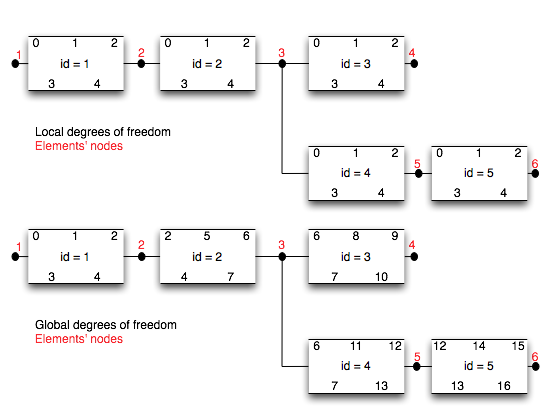 0 1 2 0 1 2 0 1 2
1 2 3 4
id = 1 id = 2 id = 3
3 4 3 4 3 4
Local degrees of freedom
Elements' nodes
0 1 2 0 1 2
5 6
id = 4 id = 5
3 4 3 4
0 1 2 2 5 6 6 8 9
1 2 3 4
id = 1 id = 2 id = 3
3 4 4 7 7 10
Global degrees of freedom
Elements' nodes
6 11 12 12 14 15
5 6
id = 4 id = 5
7 13 13 16